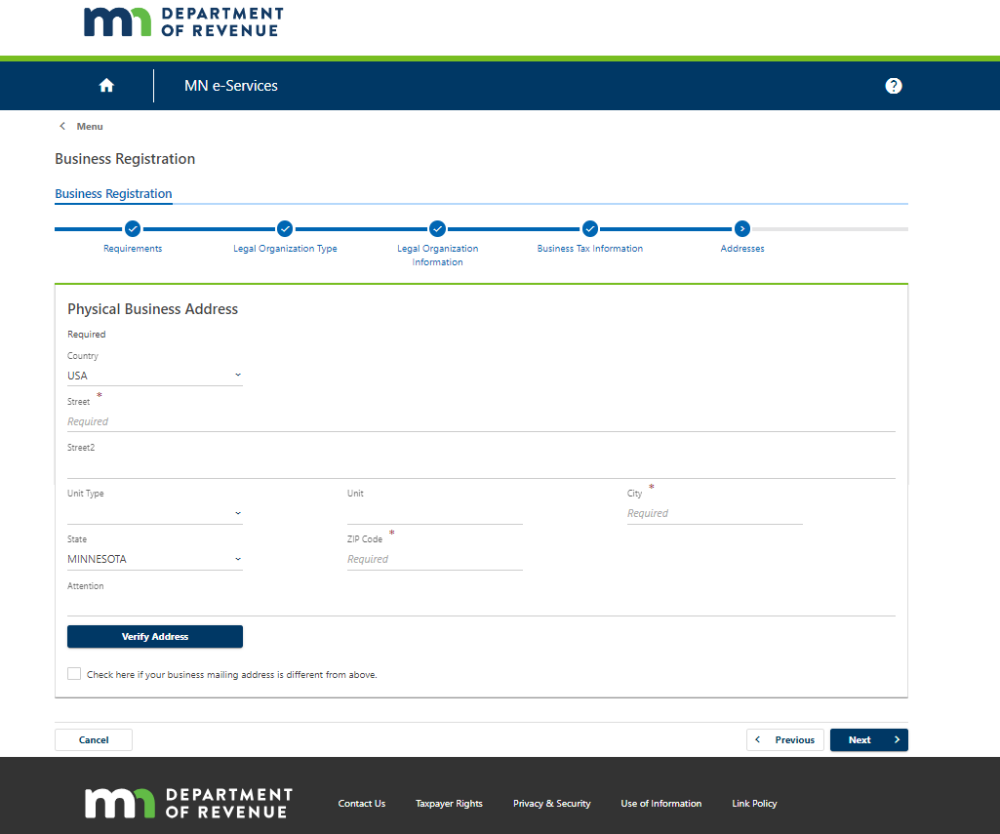 mn DEPARTMENT
OF REVENUE
MN e-Services
?
Menu
Business Registration
Business Registration
Requirements
Legal Organization Type
Legal Organization
Information
Business Tax Information
Addresses
Physical Business Address
Required
Country
USA
Street *
Required
Street2
Unit Type
Unit
City *
Required
State
ZIP Code *
MINNESOTA
Required
Attention
Verify Address
Check here if your business mailing address is different from above.
Cancel
Previous
Next
mn DEPARTMENT
OF REVENUE
Contact Us
Taxpayer Rights
Privacy & Security
Use of Information
Link Policy